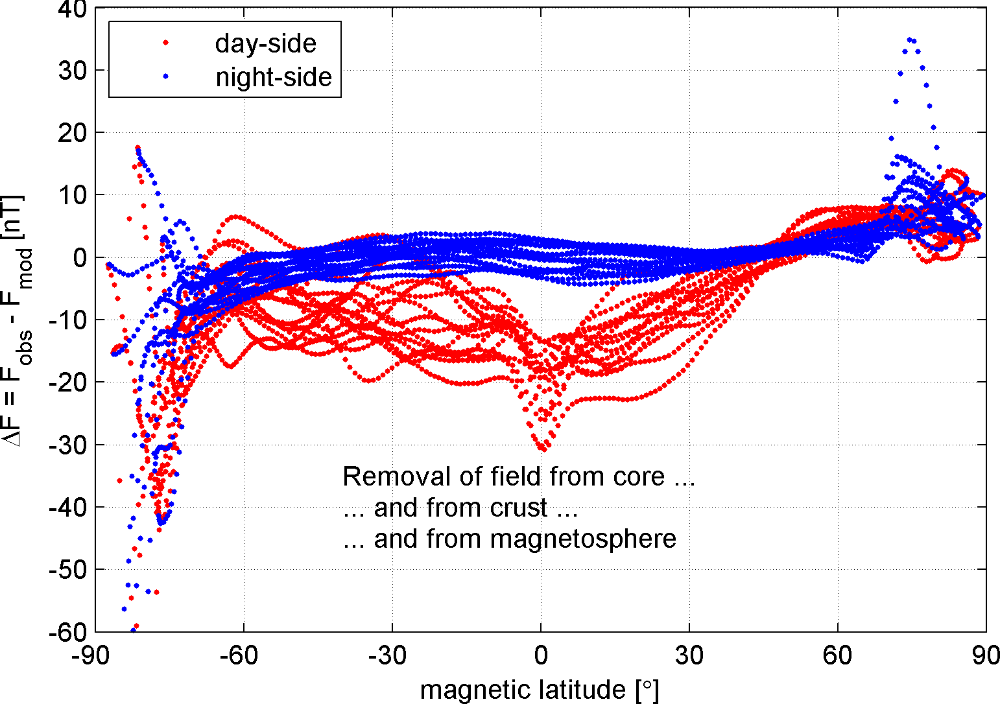 40
30
20
10
0
-10
-20
-30
-40
-50
-60
ΔF = F_obs - F_mod [nT]
day-side
night-side
Removal of field from core ...
... and from crust ...
... and from magnetosphere
-90
-60
-30
0
30
60
90
magnetic latitude [°]